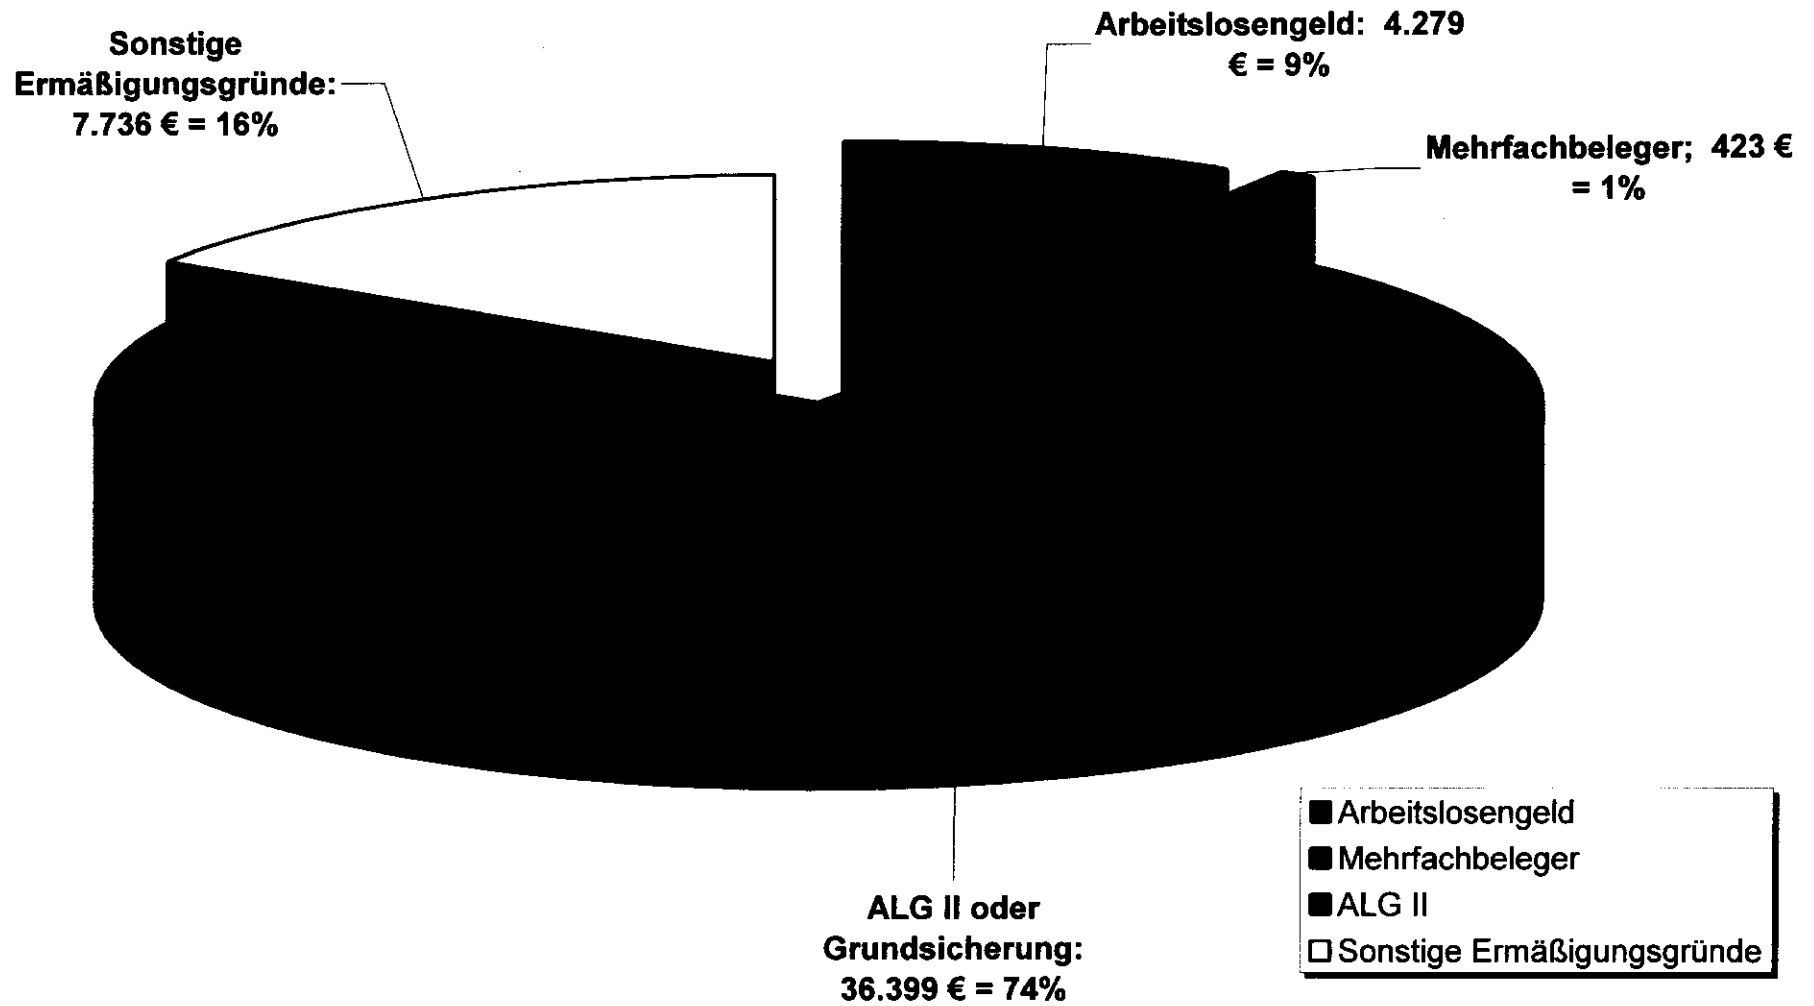 Sonstige
Ermäßigungsgründe:
7.736 € = 16%
Arbeitslosengeld: 4.279
€ = 9%
Mehrfachbeleger; 423 €
= 1%
ALG II oder
Grundsicherung:
36.399 € = 74%
Arbeitslosengeld
Mehrfachbeleger
ALG II
Sonstige Ermäßigungsgründe